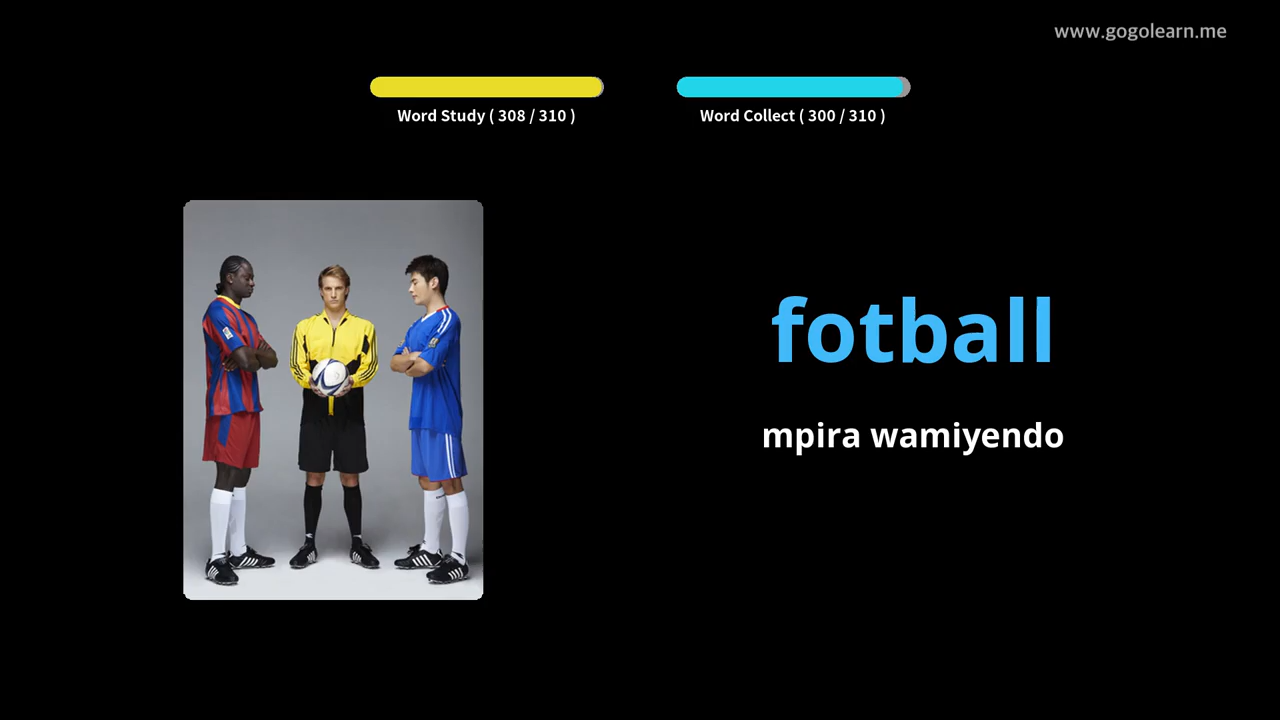 www.gogolearn.me
Word Study ( 308 / 310 )
Word Collect ( 300 / 310 )
fotball
mpira wamiyendo